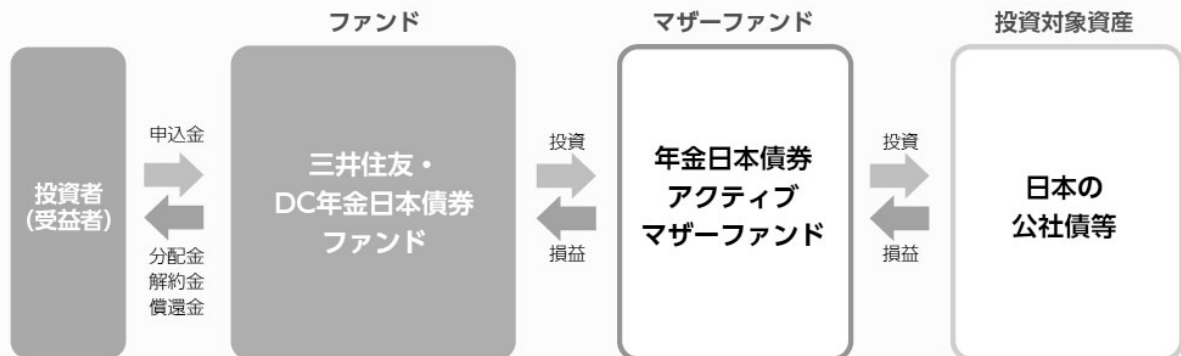 ファンド
マザーファンド
投資対象資産
投資者
(受益者)
申込金
分配金
解約金
償還金
三井住友・
DC年金日本債券
ファンド
投資
損益
年金日本債券
アクティブ
マザーファンド
投資
損益
日本の
公社債等